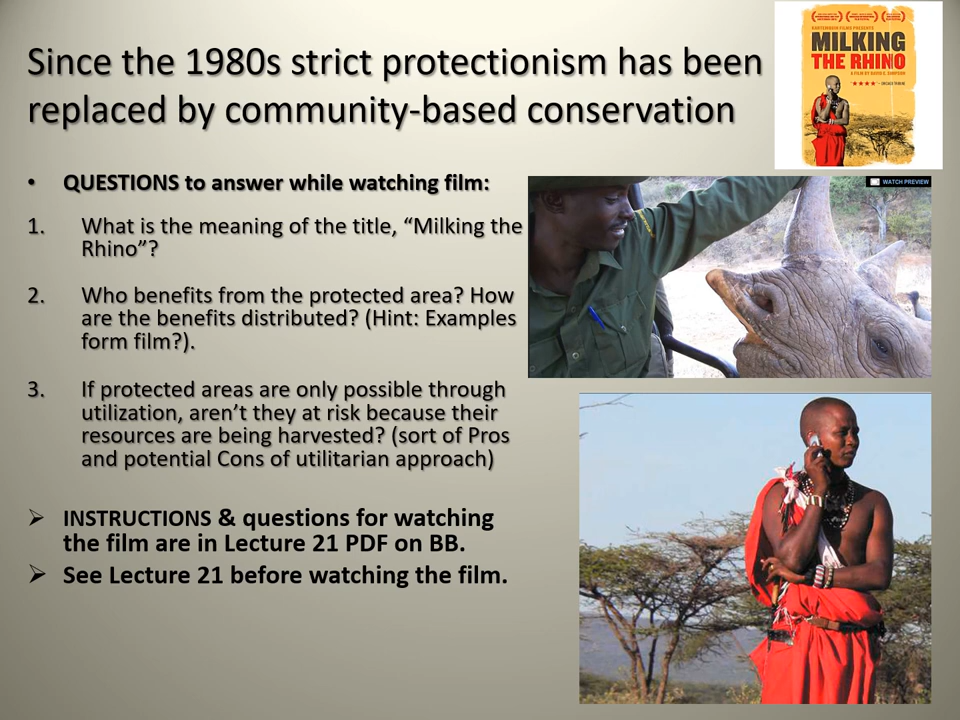 Since the 1980s strict protectionism has been
replaced by community-based conservation
MILKING
THE RHINO
A FILM BY DAVID E. SIMPSON
WATCH PREVIEW
• QUESTIONS to answer while watching film:
1. What is the meaning of the title, “Milking the
Rhino”?
2. Who benefits from the protected area? How
are the benefits distributed? (Hint: Examples
form film?).
3. If protected areas are only possible through
utilization, aren’t they at risk because their
resources are being harvested? (sort of Pros
and potential Cons of utilitarian approach)
➢ INSTRUCTIONS & questions for watching
the film are in Lecture 21 PDF on BB.
➢ See Lecture 21 before watching the film.